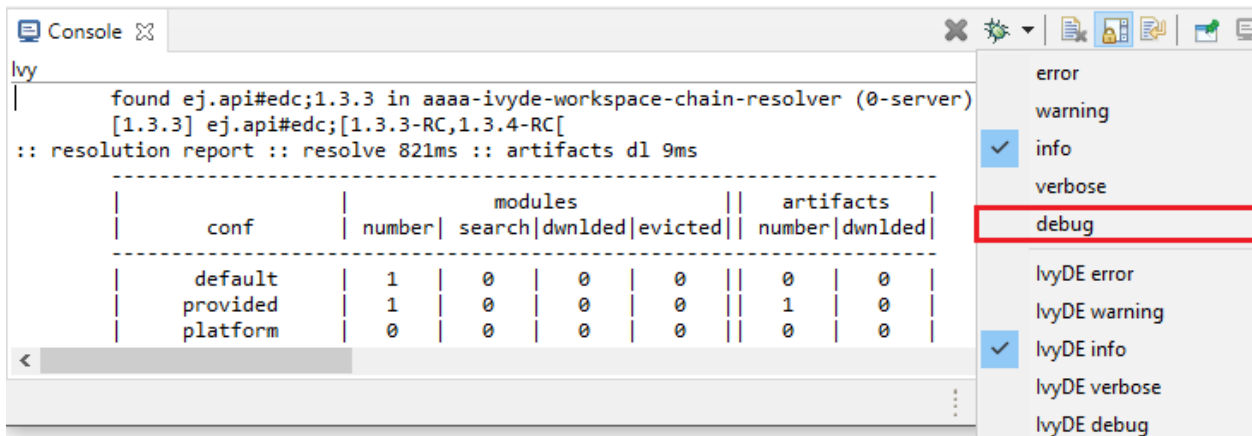 Console
Ivy
found ej.api#edc;1.3.3 in aaaa-ivyde-workspace-chain-resolver (0-server)
[1.3.3] ej.api#edc;[1.3.3-RC,1.3.4-RC[
:: resolution report :: resolve 821ms :: artifacts dl 9ms
---------------------------------------------------------------------
| | modules || artifacts |
| conf | number| search|dwnlded|evicted|| number|dwnlded|
---------------------------------------------------------------------
| default | 1 | 0 | 0 | 0 || 0 | 0 |
| provided | 1 | 0 | 0 | 0 || 1 | 0 |
| platform | 0 | 0 | 0 | 0 || 0 | 0 |
error
warning
info
verbose
debug
IvyDE error
IvyDE warning
IvyDE info
IvyDE verbose
IvyDE debug